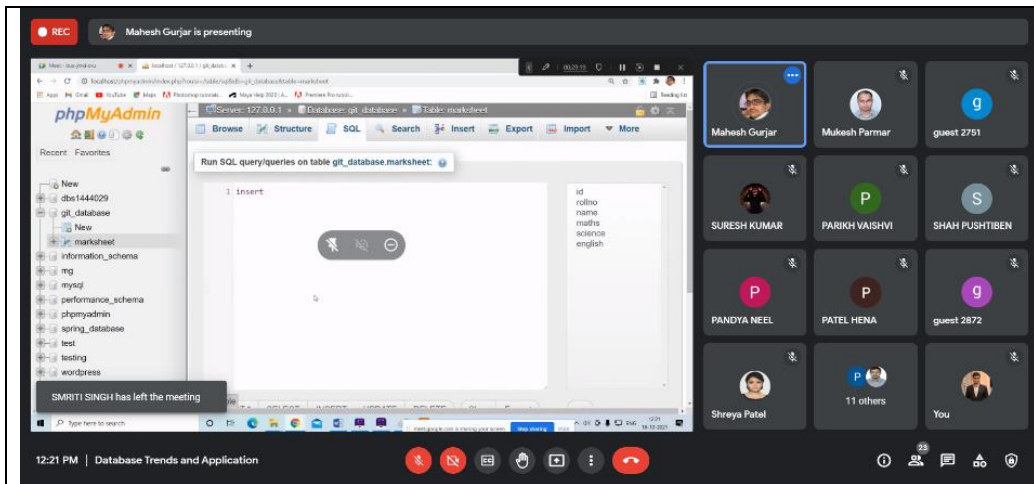 REC
Mahesh Gurjar is presenting
phpMyAdmin
Recent Favorites
New
dbs1444029
git_database
New
marksheet
information_schema
mg
mysql
performance_schema
phpmyadmin
spring_database
test
testing
wordpress
Server: 127.0.0.1 » Database: git_database » Table: marksheet
Browse Structure SQL Search Insert Export Import More
Run SQL query/queries on table git_database.marksheet:
1 insert
id
rollno
name
maths
science
english
SMRITI SINGH has left the meeting
Type here to search
Stop sharing
Mahesh Gurjar
Mukesh Parmar
g
guest 2751
SURESH KUMAR
P
PARIKH VAISHVI
S
SHAH PUSHTIBEN
P
PANDYA NEEL
P
PATEL HENA
g
guest 2872
Shreya Patel
P
11 others
You
12:21 PM | Database Trends and Application
23